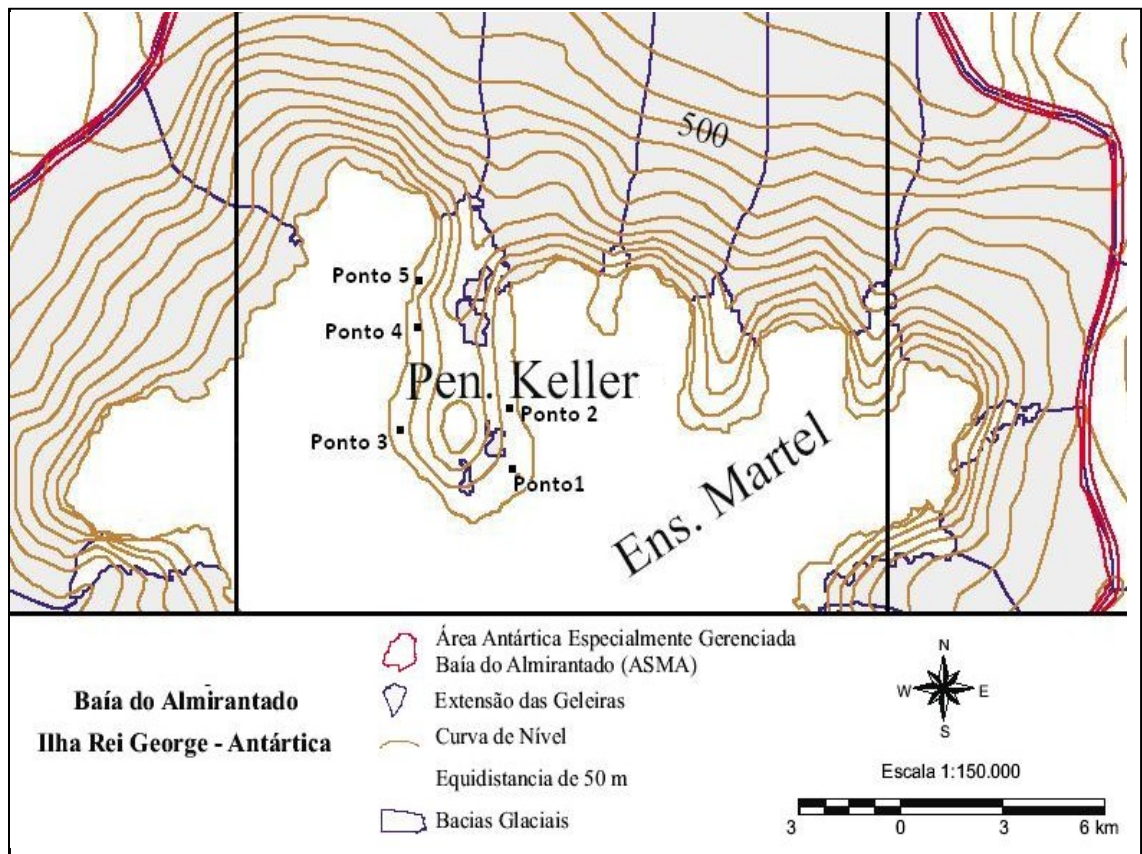 500
Ponto 5
Ponto 4
Pen. Keller
Ponto 2
Ponto 3
Ponto1
Ens. Martel
Baía do Almirantado
Ilha Rei George - Antártica
Área Antártica Especialmente Gerenciada
Baía do Almirantado (ASMA)
Extensão das Geleiras
Curva de Nível
Equidistancia de 50 m
Bacias Glaciais
N
W E
S
Escala 1:150.000
3 0 3 6 km